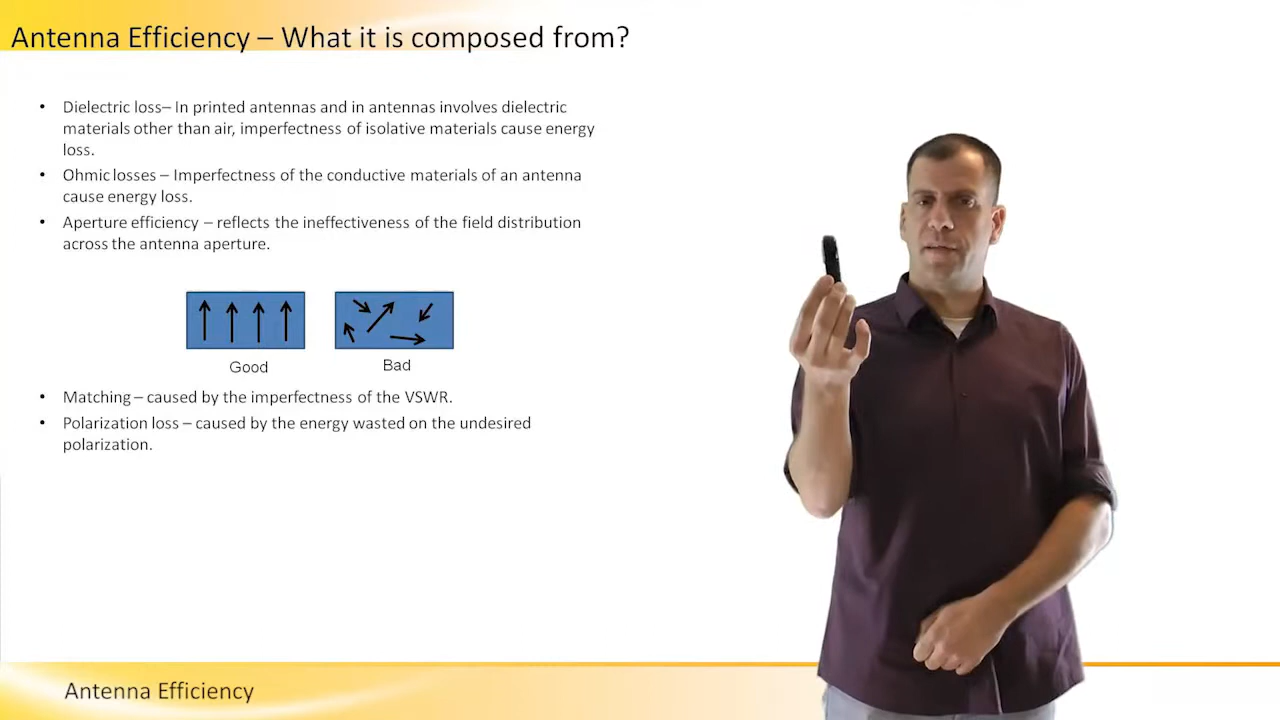 Antenna Efficiency – What it is composed from?
• Dielectric loss– In printed antennas and in antennas involves dielectric
materials other than air, imperfectness of isolative materials cause energy
loss.
• Ohmic losses – Imperfectness of the conductive materials of an antenna
cause energy loss.
• Aperture efficiency – reflects the ineffectiveness of the field distribution
across the antenna aperture.
Good
Bad
• Matching – caused by the imperfectness of the VSWR.
• Polarization loss – caused by the energy wasted on the undesired
polarization.
Antenna Efficiency